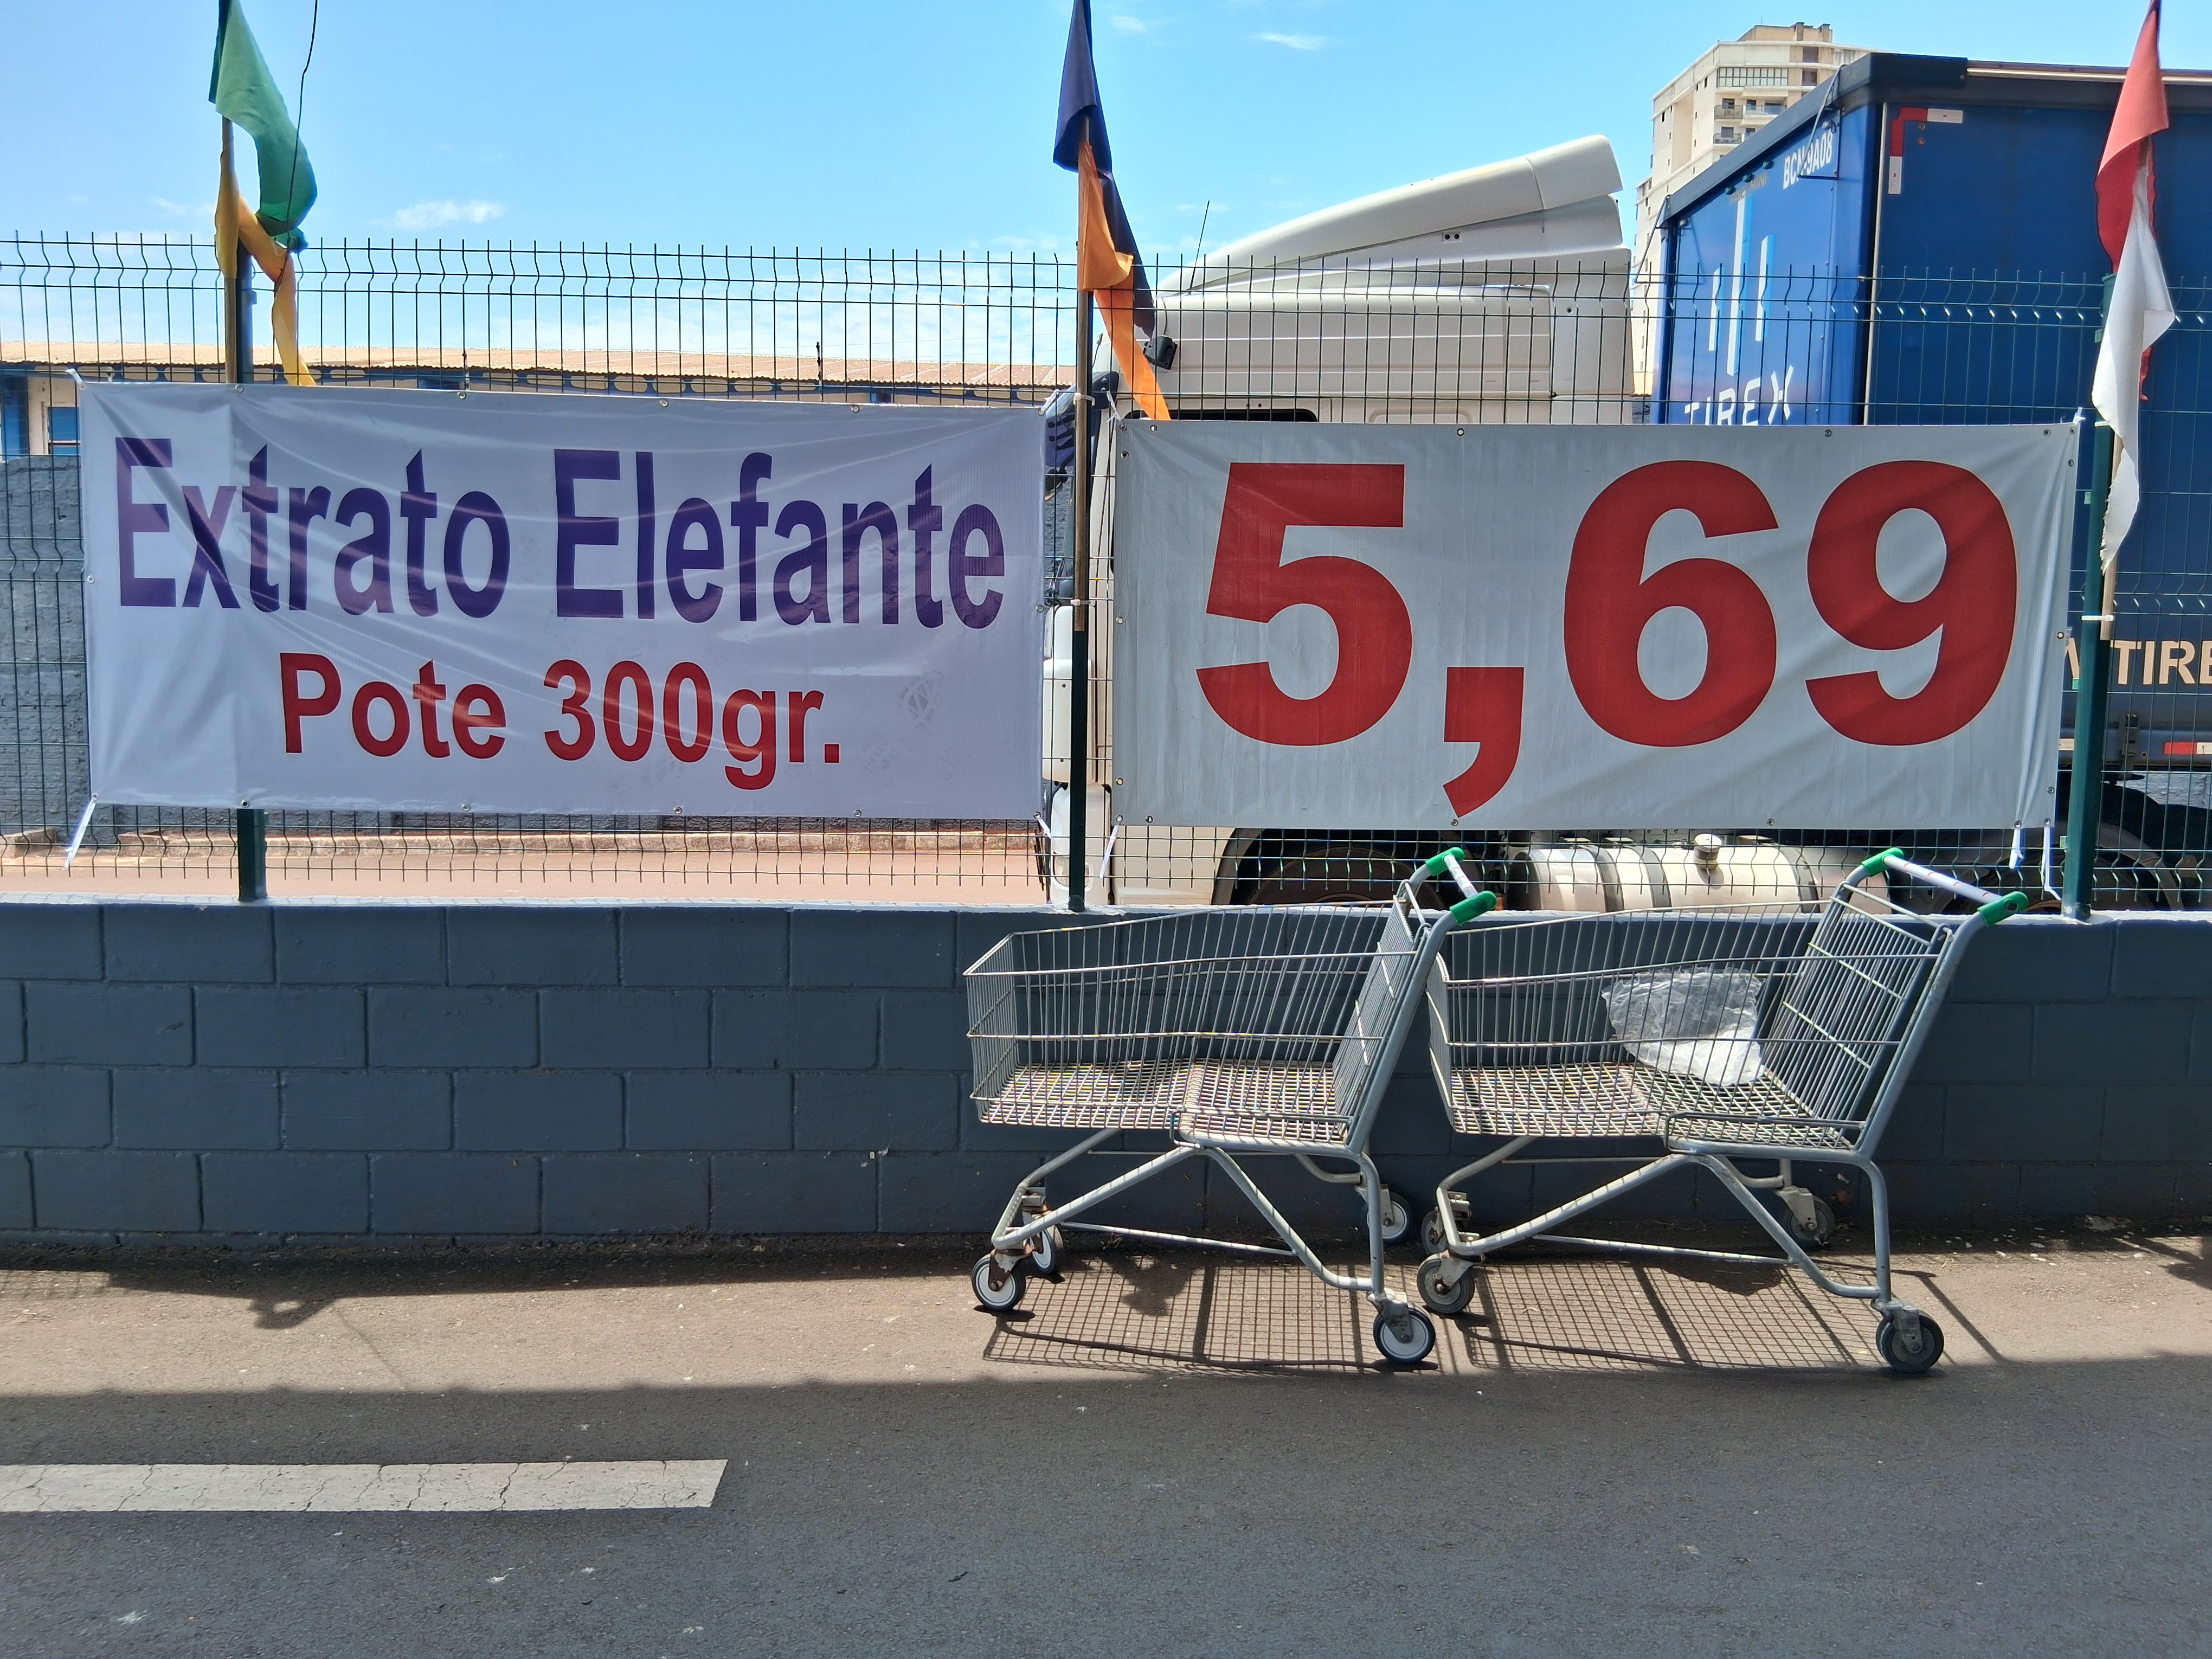 Extrato Elefante
Pote 300gr.
5,69
TIREX
TIRE